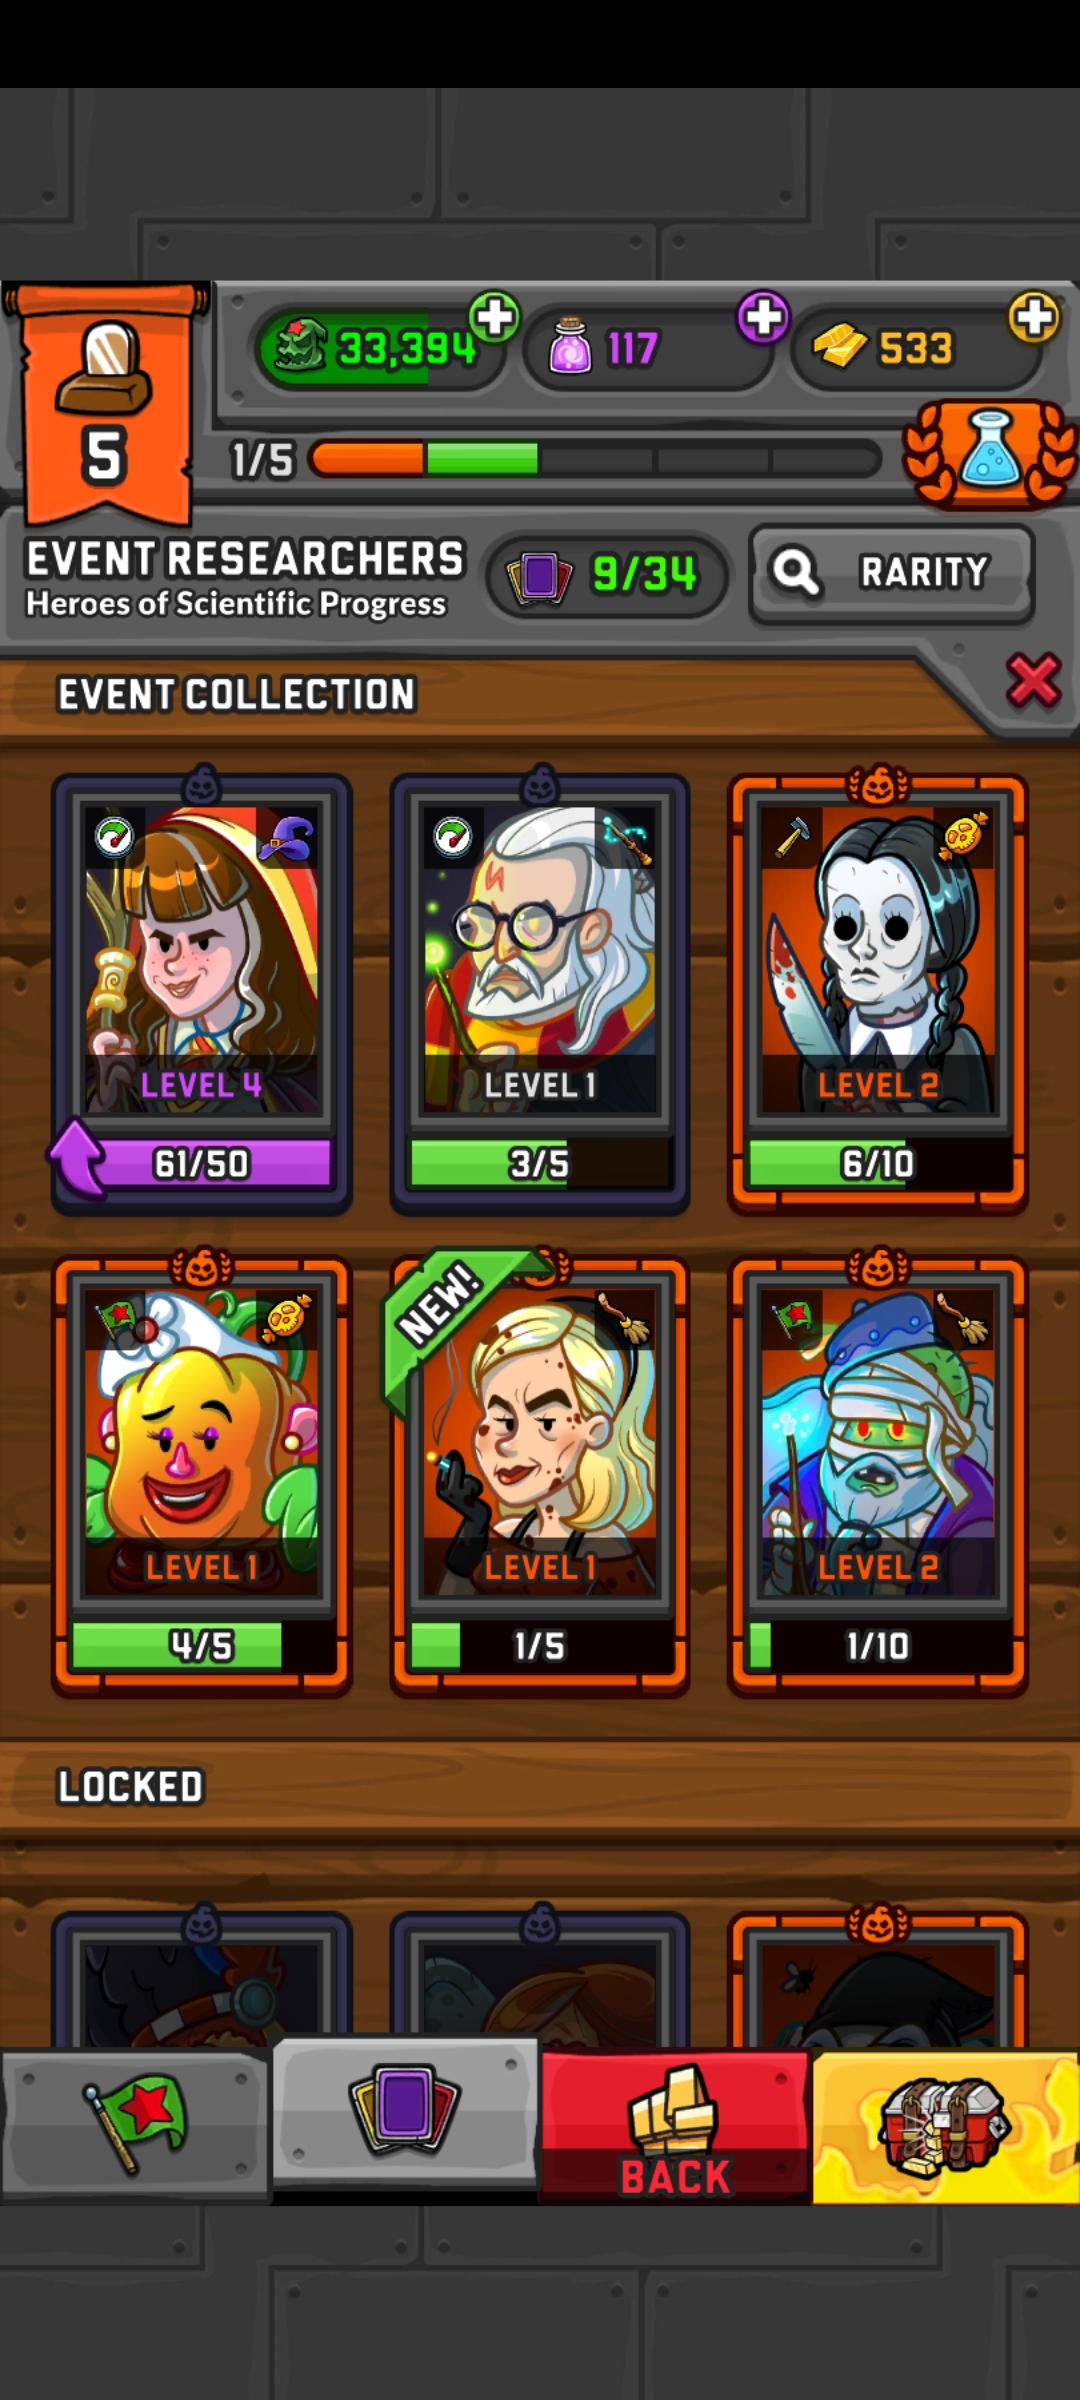 33,394
117
533
5
1/5
EVENT RESEARCHERS
Heroes of Scientific Progress
9/34
RARITY
EVENT COLLECTION
LEVEL 4
LEVEL 1
LEVEL 2
61/50
3/5
6/10
NEW!
LEVEL 1
LEVEL 1
LEVEL 2
4/5
1/5
1/10
LOCKED
BACK